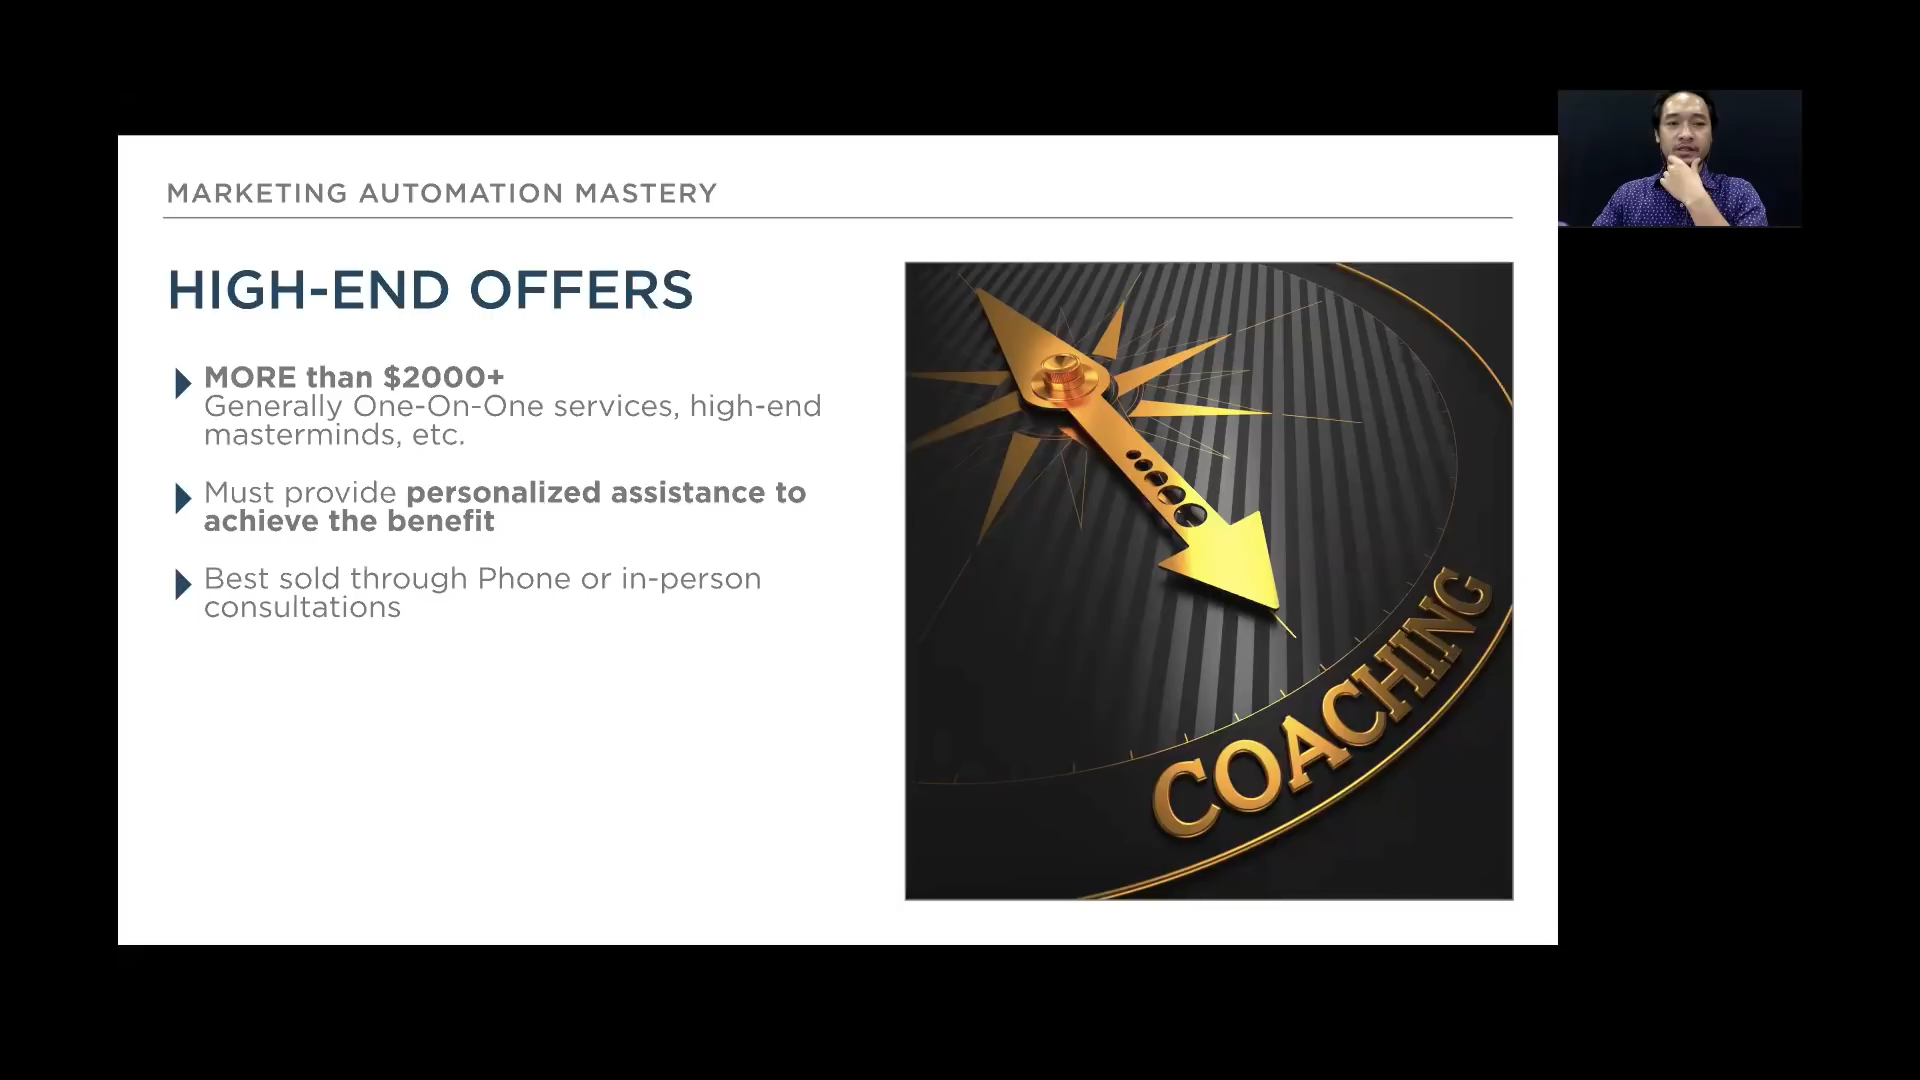 MARKETING AUTOMATION MASTERY
HIGH-END OFFERS
MORE than $2000+
Generally One-On-One services, high-end
masterminds, etc.
Must provide personalized assistance to
achieve the benefit
Best sold through Phone or in-person
consultations
COACHING